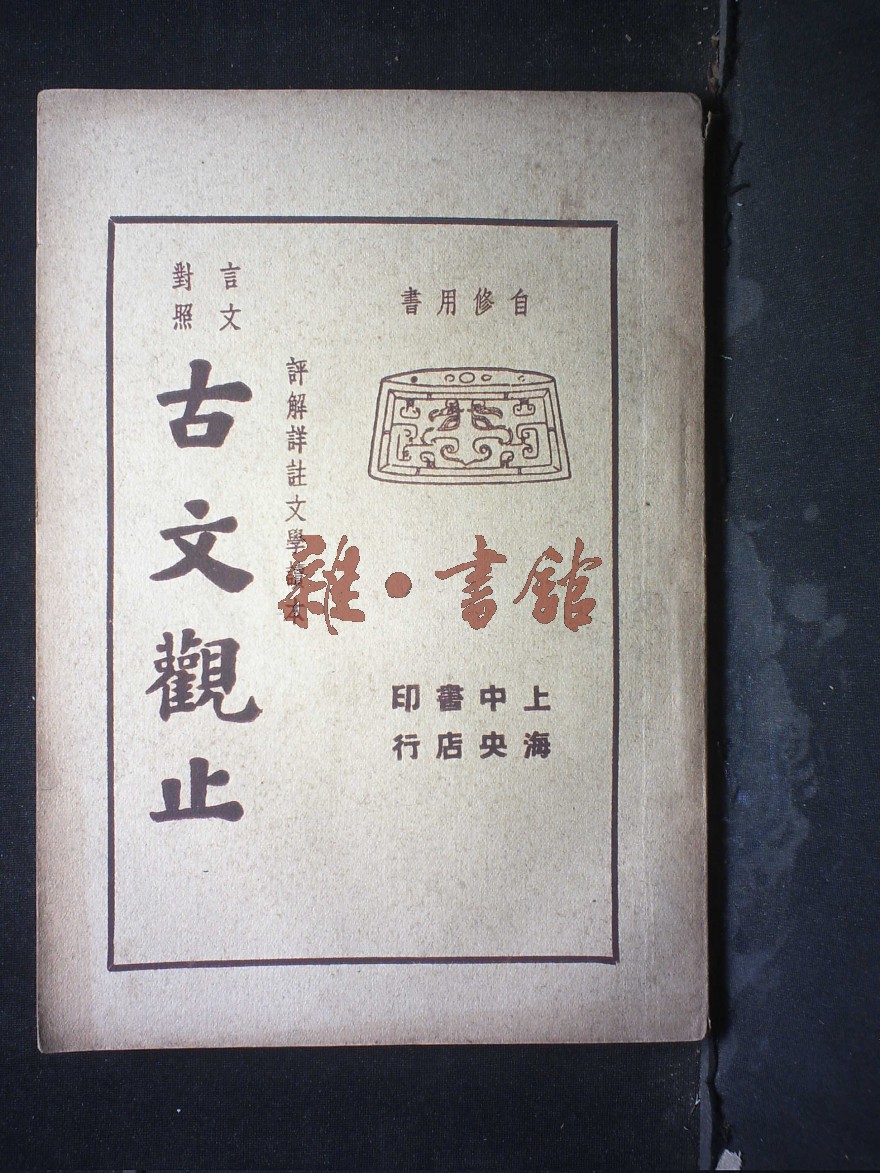 自修用書
上海
中央
書店
印行
評解詳註文學讀本
言文
對照
古文觀止
雜·書館